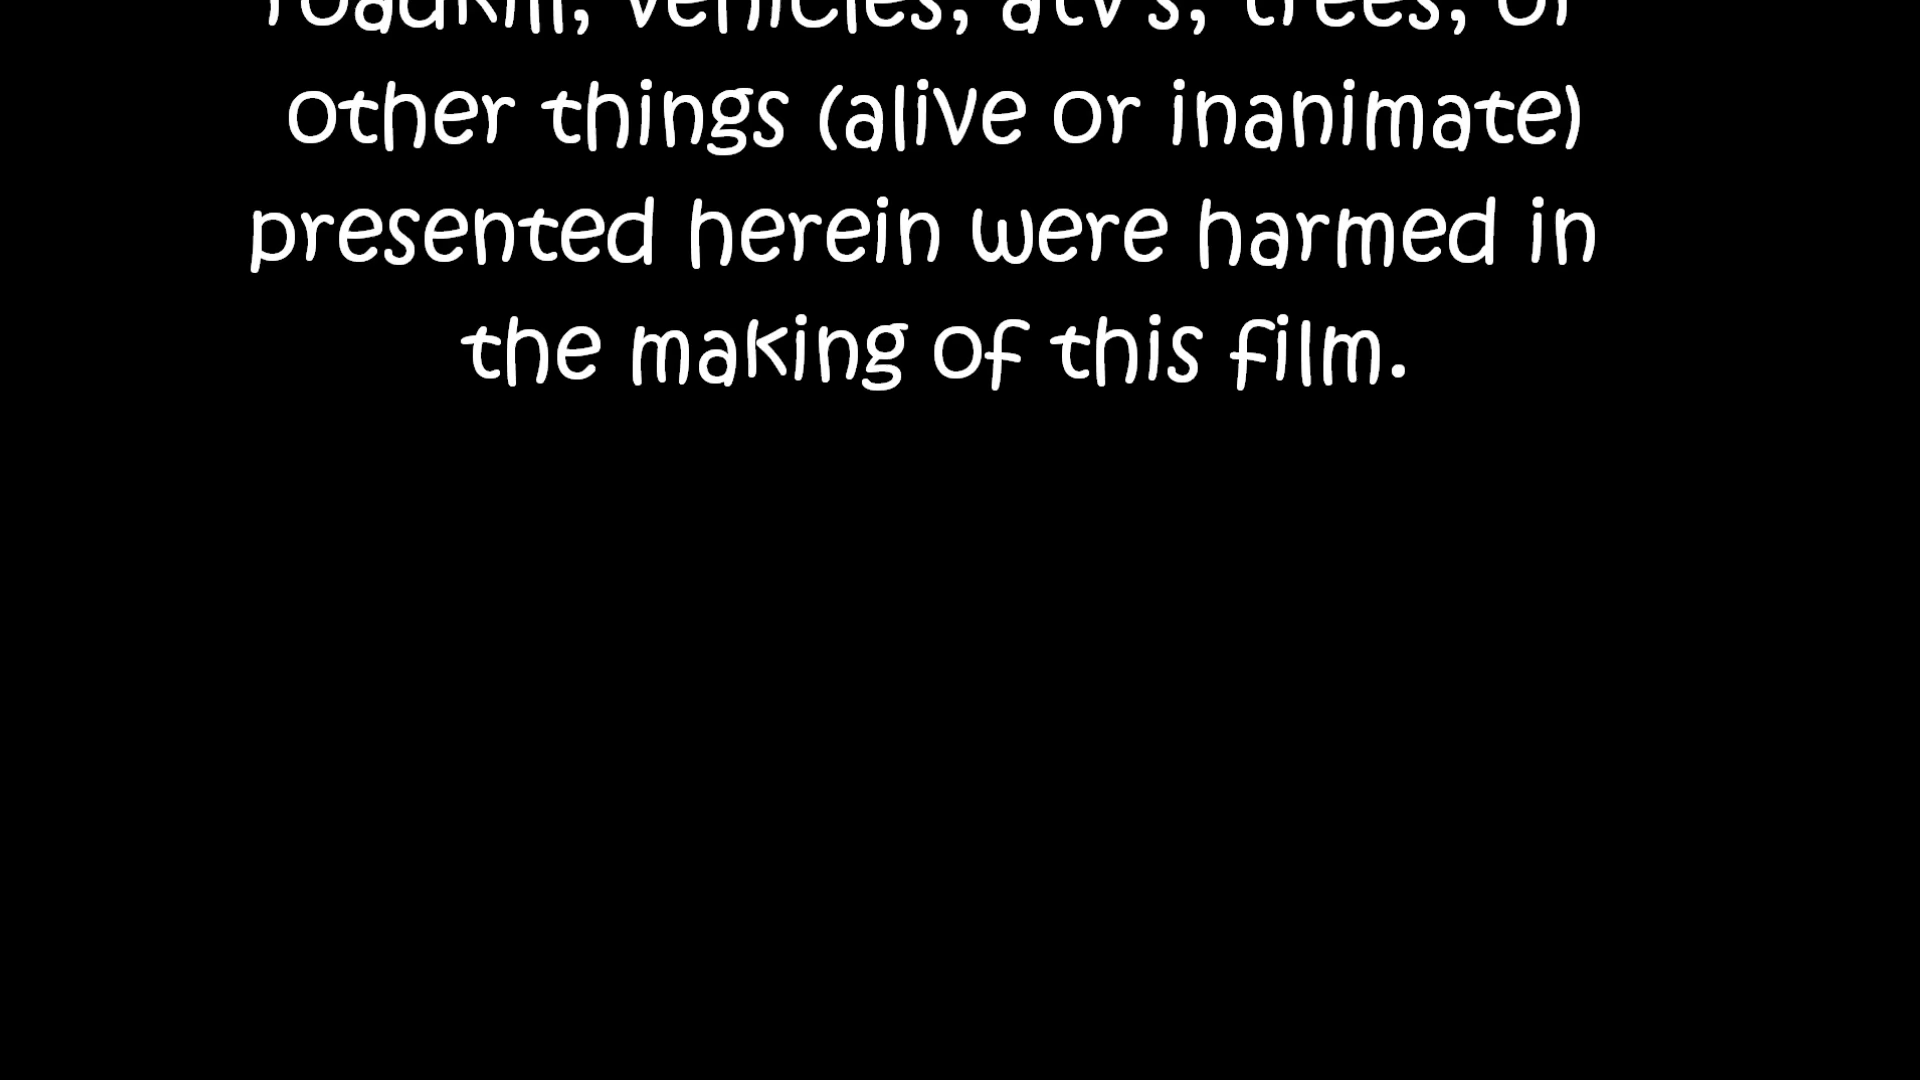 roadkill, vehicles, atv's, trees, or
other things (alive or inanimate)
presented herein were harmed in
the making of this film.